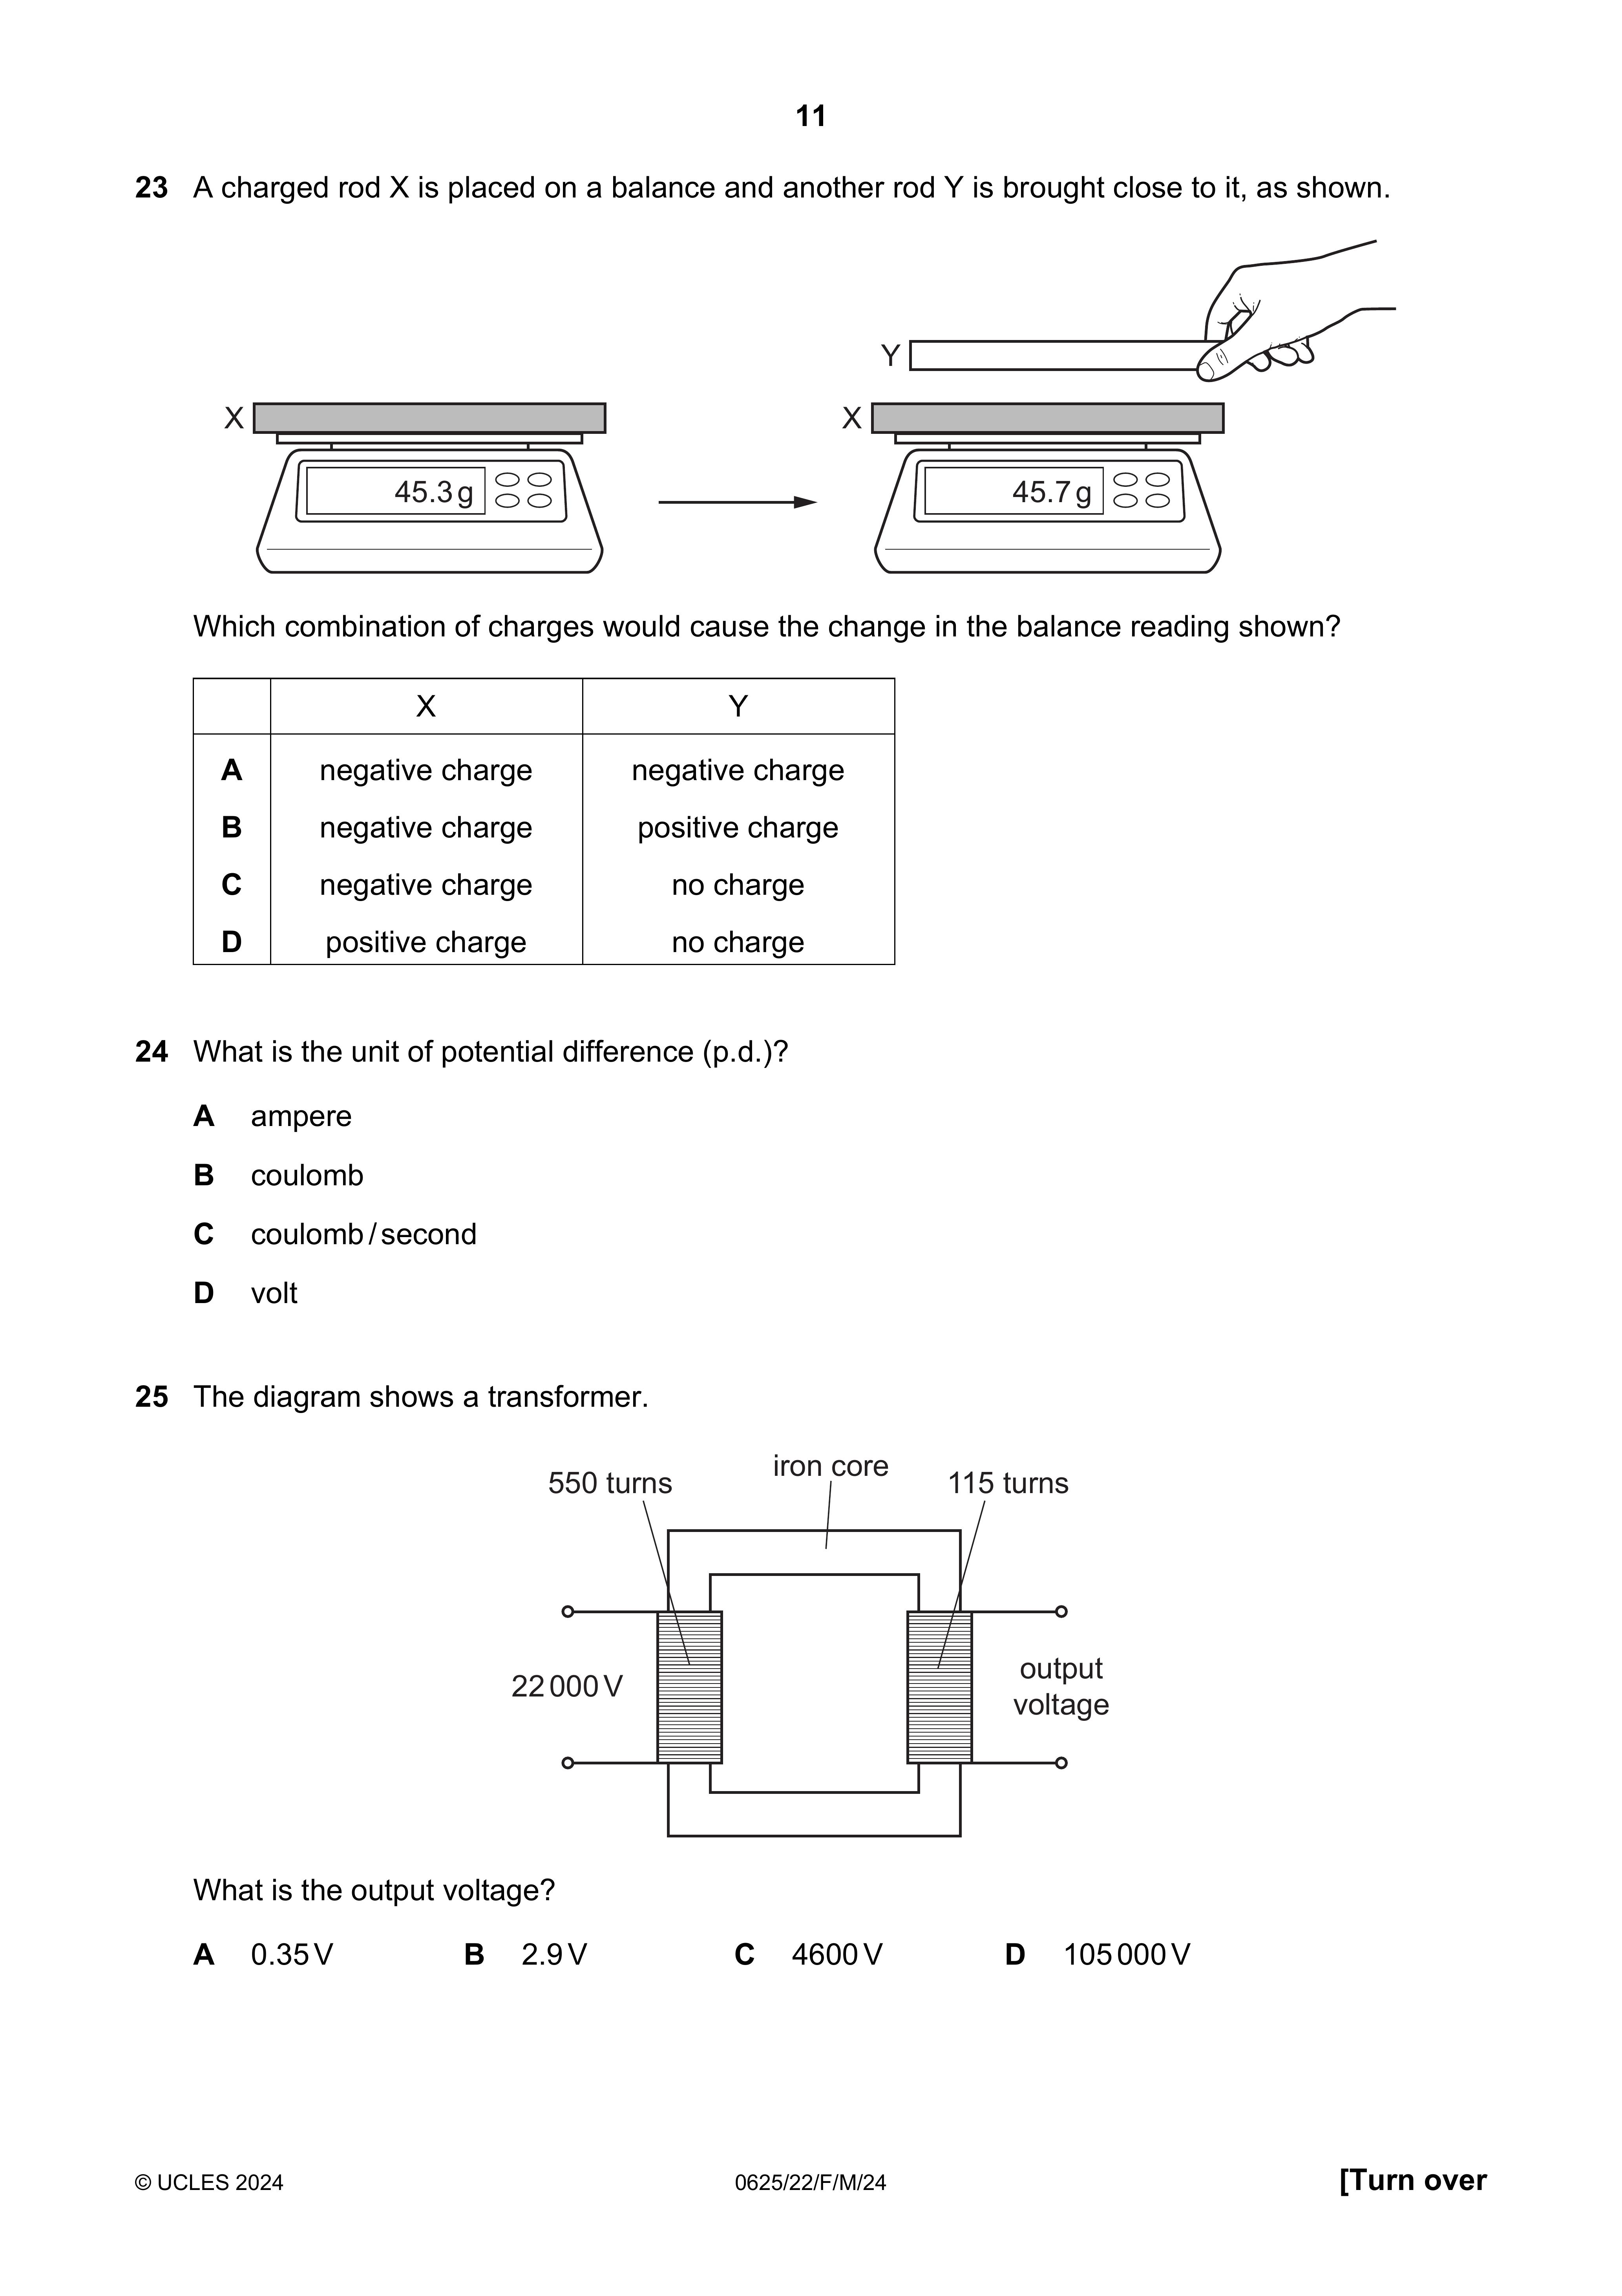 11
23 A charged rod X is placed on a balance and another rod Y is brought close to it, as shown.
Y
X 45.3 g
X 45.7 g
Which combination of charges would cause the change in the balance reading shown?
X Y
A negative charge negative charge
B negative charge positive charge
C negative charge no charge
D positive charge no charge
24 What is the unit of potential difference (p.d.)?
A ampere
B coulomb
C coulomb / second
D volt
25 The diagram shows a transformer.
550 turns iron core 115 turns
22 000 V
output
voltage
What is the output voltage?
A 0.35 V B 2.9 V C 4600 V D 105 000 V
© UCLES 2024 0625/22/F/M/24 [Turn over